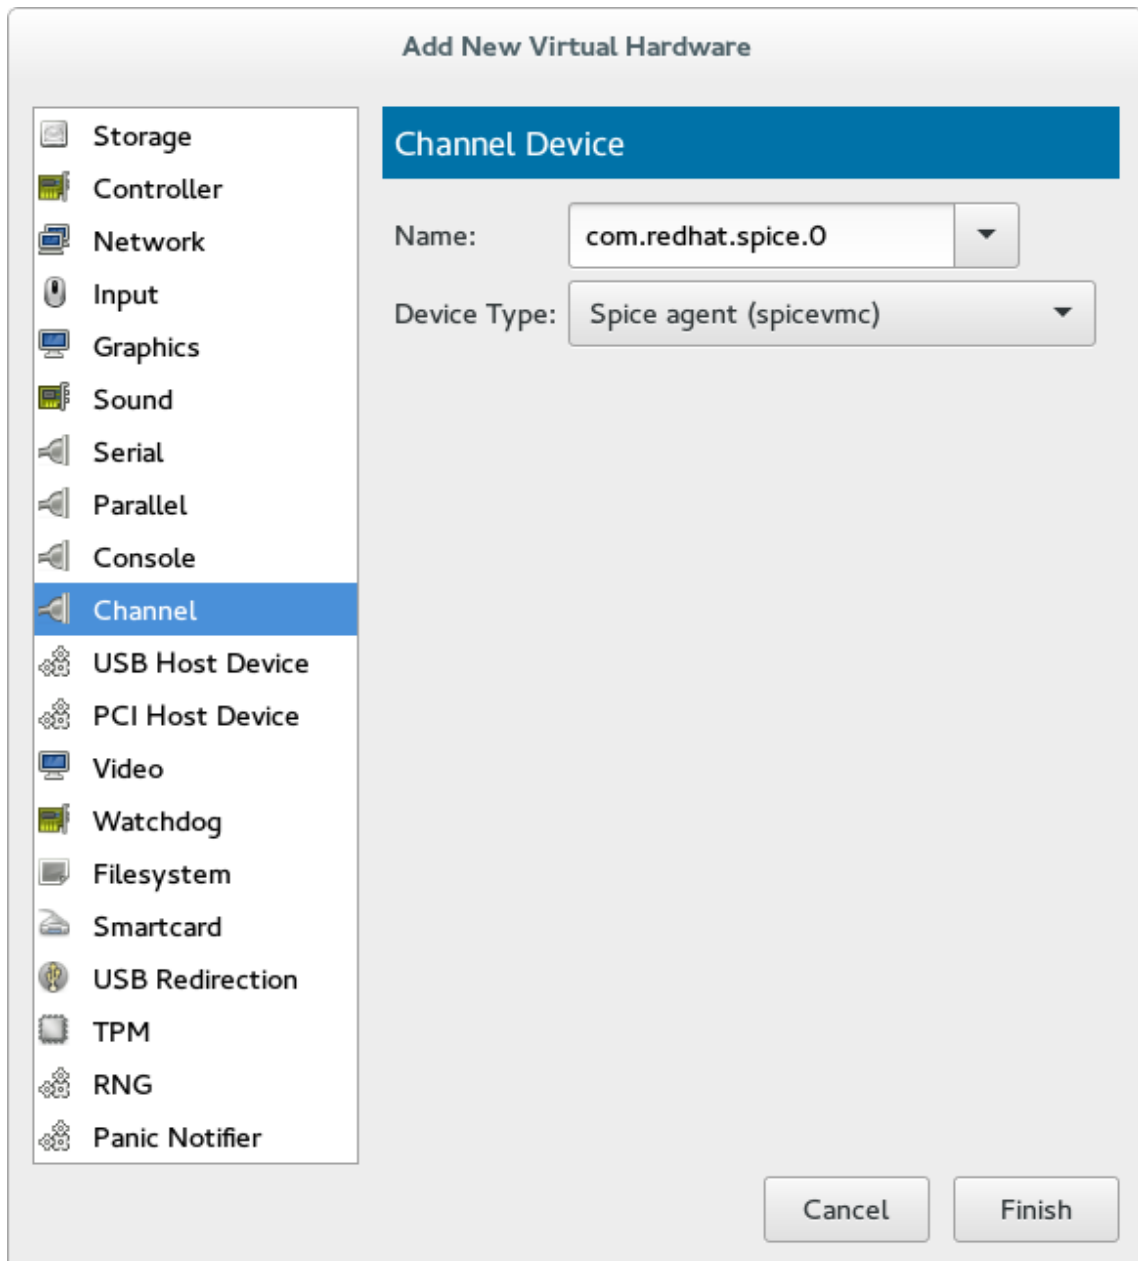 Add New Virtual Hardware
Storage
Controller
Network
Input
Graphics
Sound
Serial
Parallel
Console
Channel
USB Host Device
PCI Host Device
Video
Watchdog
Filesystem
Smartcard
USB Redirection
TPM
RNG
Panic Notifier
Channel Device
Name: com.redhat.spice.0
Device Type: Spice agent (spicevmc)
Cancel Finish